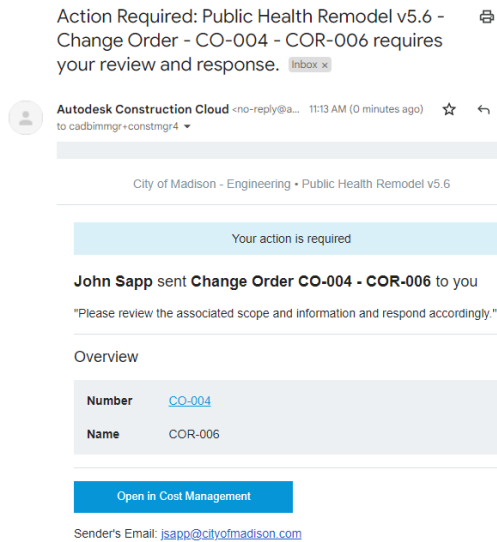 Action Required: Public Health Remodel v5.6 -
Change Order - CO-004 - COR-006 requires
your review and response. Inbox ×
Autodesk Construction Cloud <no-reply@a... 11:13 AM (0 minutes ago)
to cadbimmgr+constmgr4
City of Madison - Engineering • Public Health Remodel v5.6
Your action is required
John Sapp sent Change Order CO-004 - COR-006 to you
"Please review the associated scope and information and respond accordingly."
Overview
Number CO-004
Name COR-006
Open in Cost Management
Sender's Email: jsapp@cityofmadison.com